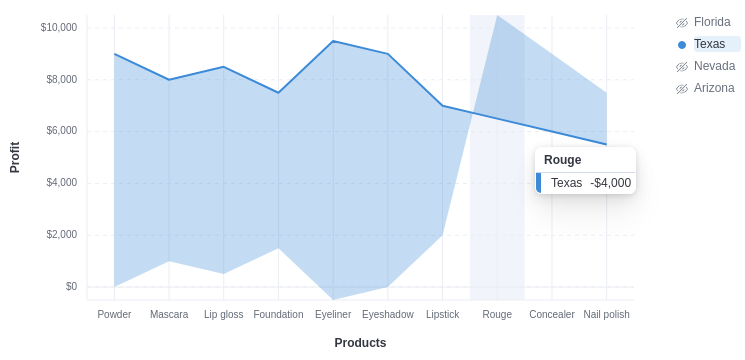 $10,000
$8,000
$6,000
$4,000
$2,000
$0
Profit
Powder
Mascara
Lip gloss
Foundation
Eyeliner
Eyeshadow
Lipstick
Rouge
Concealer
Nail polish
Products
Rouge
Texas -$4,000
Florida
Texas
Nevada
Arizona